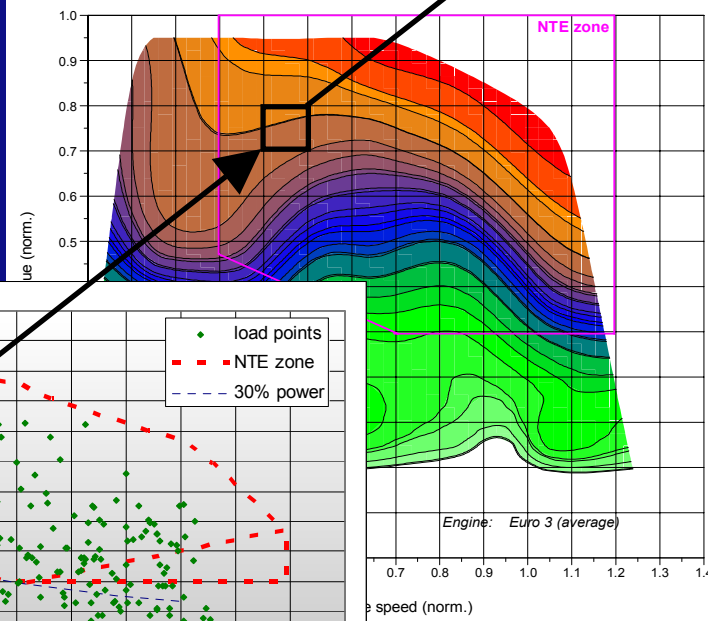 1.0
NTE zone
0.9
0.8
0.7
0.6
0.5
ue (norm.)
load points
NTE zone
30% power
Engine: Euro 3 (average)
0.7 0.8 0.9 1.0 1.1 1.2 1.3 1.4
e speed (norm.)